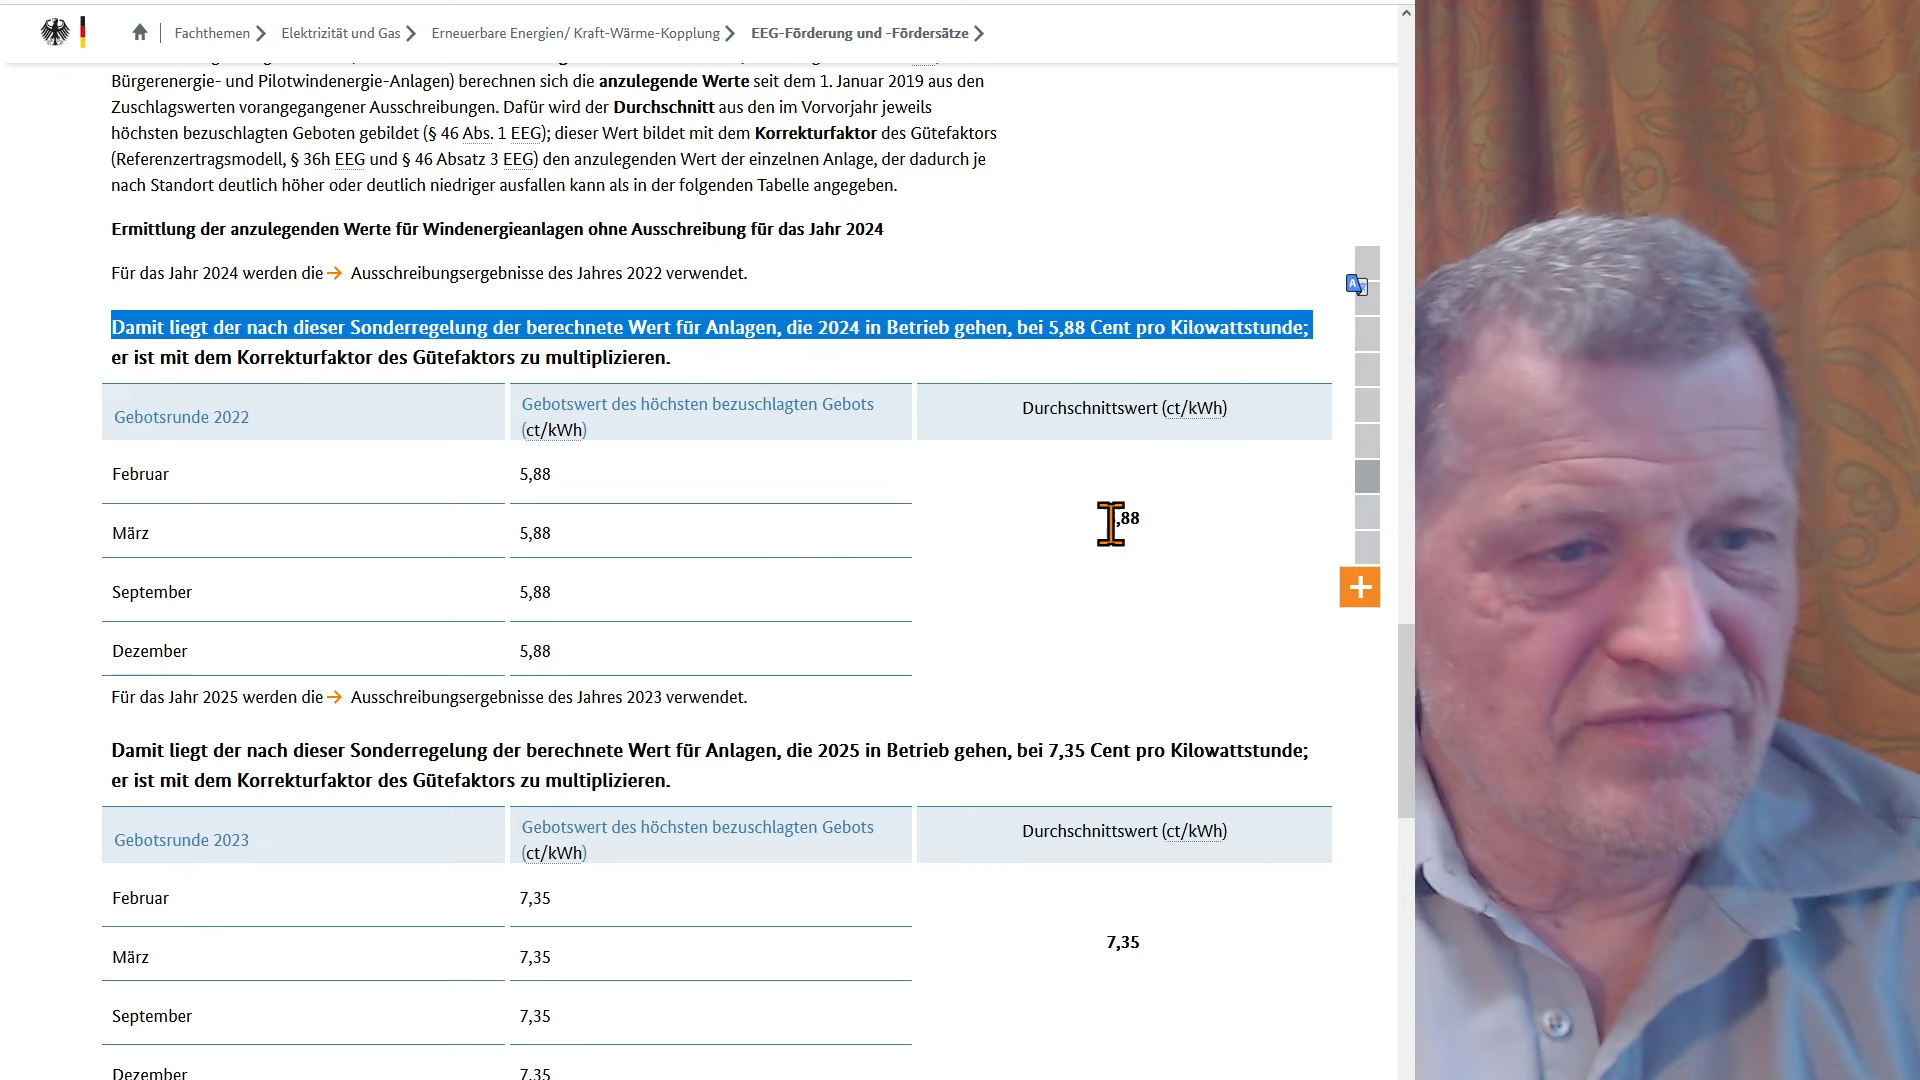 Fachthemen
Elektrizität und Gas
Erneuerbare Energien/ Kraft-Wärme-Kopplung
EEG-Förderung und -Fördersätze
Bürgerenergie- und Pilotwindenergie-Anlagen) berechnen sich die anzulegende Werte seit dem 1. Januar 2019 aus den
Zuschlagswerten vorangegangener Ausschreibungen. Dafür wird der Durchschnitt aus den im Vorvorjahr jeweils
höchsten bezuschlagten Geboten gebildet (§ 46 Abs. 1 EEG); dieser Wert bildet mit dem Korrekturfaktor des Gütefaktors
(Referenzertragsmodell, § 36h EEG und § 46 Absatz 3 EEG) den anzulegenden Wert der einzelnen Anlage, der dadurch je
nach Standort deutlich höher oder deutlich niedriger ausfallen kann als in der folgenden Tabelle angegeben.
Ermittlung der anzulegenden Werte für Windenergieanlagen ohne Ausschreibung für das Jahr 2024
Für das Jahr 2024 werden die → Ausschreibungsergebnisse des Jahres 2022 verwendet.
Damit liegt der nach dieser Sonderregelung der berechnete Wert für Anlagen, die 2024 in Betrieb gehen, bei 5,88 Cent pro Kilowattstunde;
er ist mit dem Korrekturfaktor des Gütefaktors zu multiplizieren.
Gebotsrunde 2022
Gebotswert des höchsten bezuschlagten Gebots
(ct/kWh)
Durchschnittswert (ct/kWh)
Februar
5,88
März
5,88
,88
September
5,88
Dezember
5,88
Für das Jahr 2025 werden die → Ausschreibungsergebnisse des Jahres 2023 verwendet.
Damit liegt der nach dieser Sonderregelung der berechnete Wert für Anlagen, die 2025 in Betrieb gehen, bei 7,35 Cent pro Kilowattstunde;
er ist mit dem Korrekturfaktor des Gütefaktors zu multiplizieren.
Gebotsrunde 2023
Gebotswert des höchsten bezuschlagten Gebots
(ct/kWh)
Durchschnittswert (ct/kWh)
Februar
7,35
März
7,35
7,35
September
7,35
Dezember
7,35